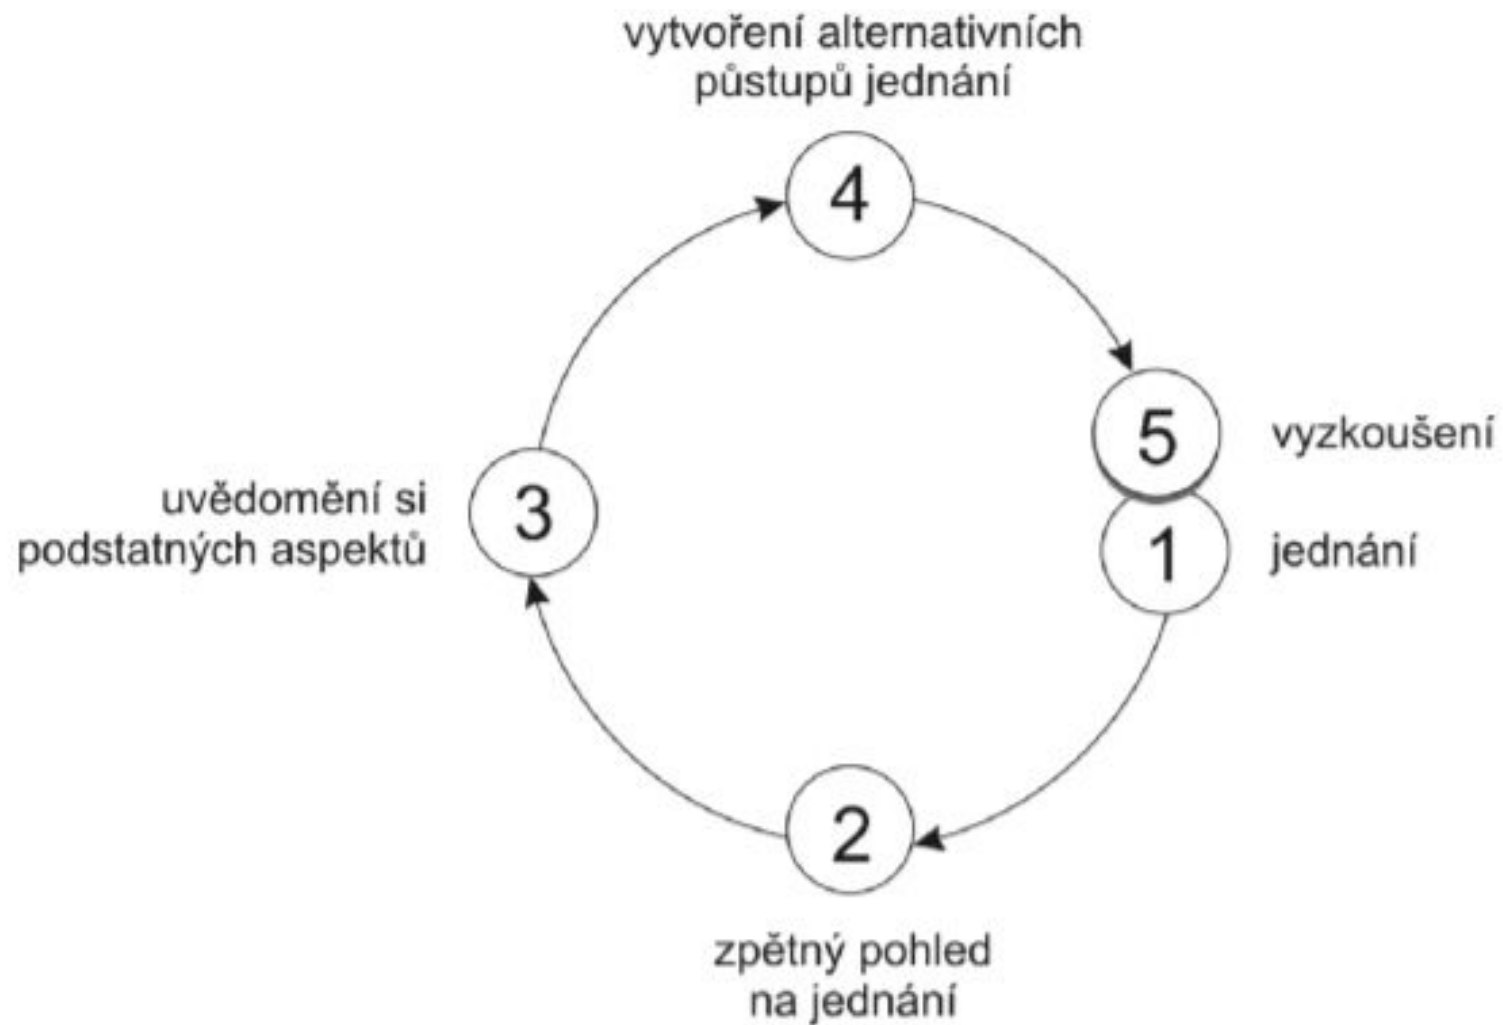 vytvoření alternativních
půstupů jednání
4
5
vyzkoušení
1
jednání
uvědomění si
podstatných aspektů
3
2
zpětný pohled
na jednání